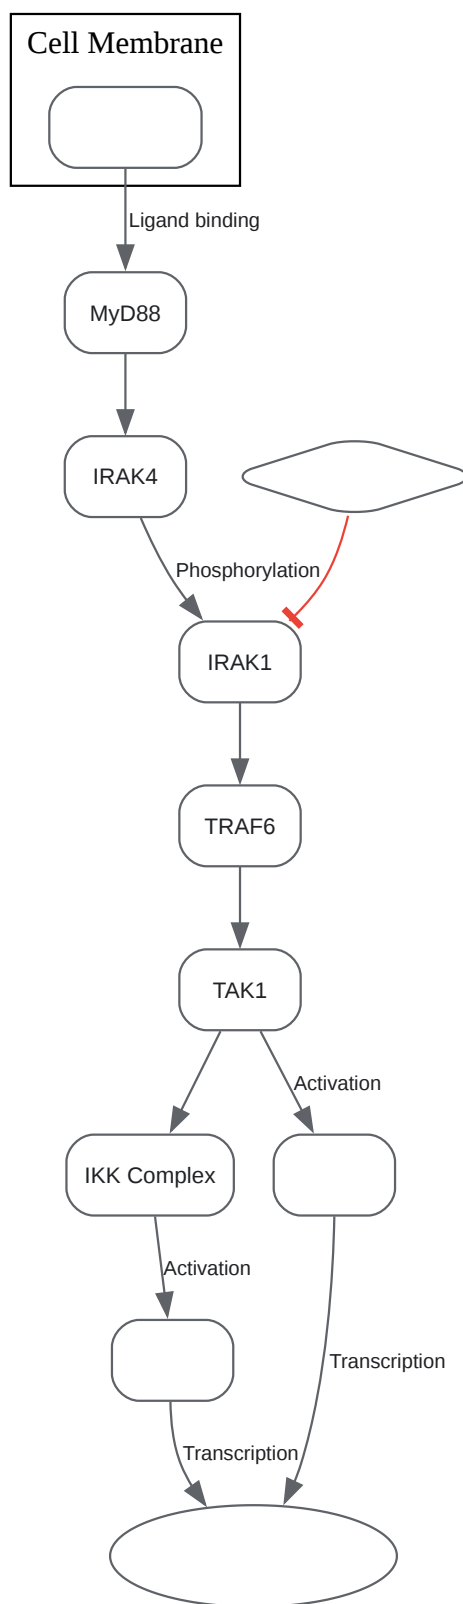 Cell Membrane
Ligand binding
MyD88
IRAK4
Phosphorylation
IRAK1
TRAF6
TAK1
Activation
IKK Complex
Activation
Transcription
Transcription